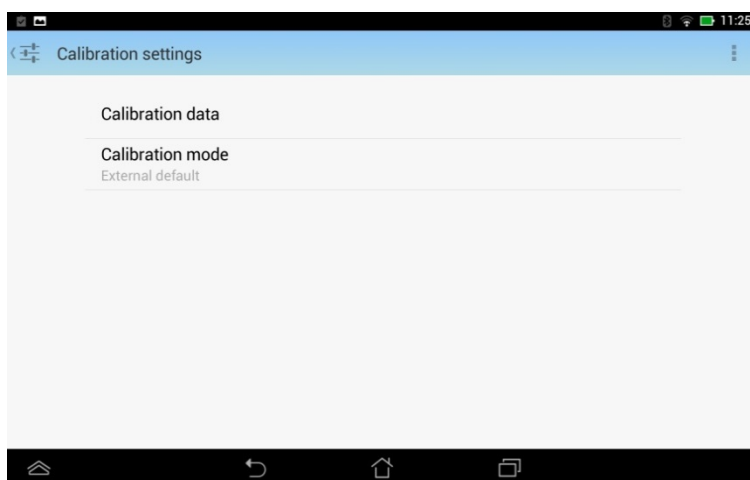 11:25
Calibration settings
Calibration data
Calibration mode
External default